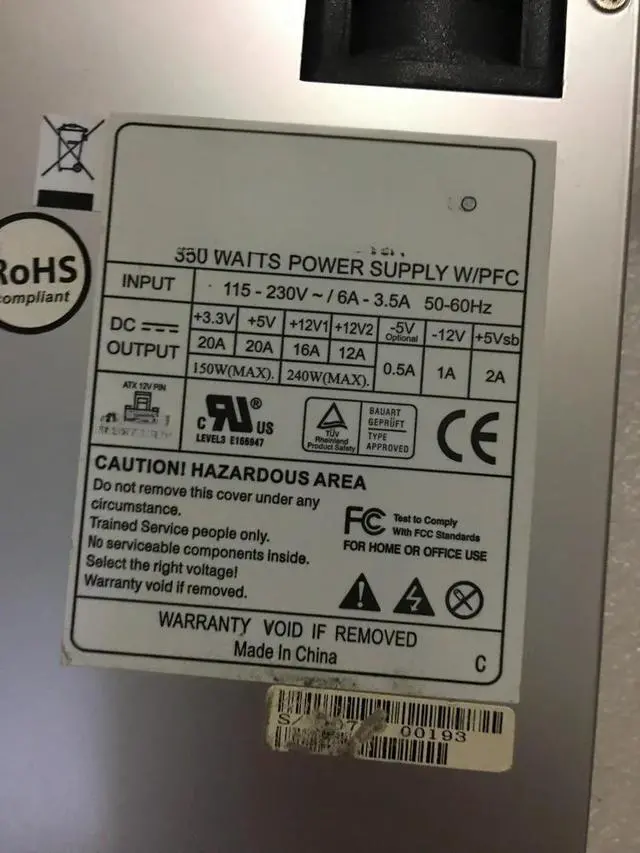 RoHS
compliant
350 WATTS POWER SUPPLY W/PFC
INPUT 115 - 230V ~ / 6A - 3.5A 50-60Hz
DC OUTPUT
+3.3V +5V +12V1 +12V2 -5V Optional -12V +5Vsb
20A 20A 16A 12A 0.5A 1A 2A
150W(MAX). 240W(MAX).
ATX 12V PIN
C RU ® US
LEVEL3 E166947
TÜV
Rheinland
Product Safety
BAUART
GEPRÜFT
TYPE
APPROVED
CE
CAUTION! HAZARDOUS AREA
Do not remove this cover under any
circumstance.
Trained Service people only.
No serviceable components inside.
Select the right voltage!
Warranty void if removed.
FC Test to Comply
With FCC Standards
FOR HOME OR OFFICE USE
WARRANTY VOID IF REMOVED
Made In China
C
S/ 00193